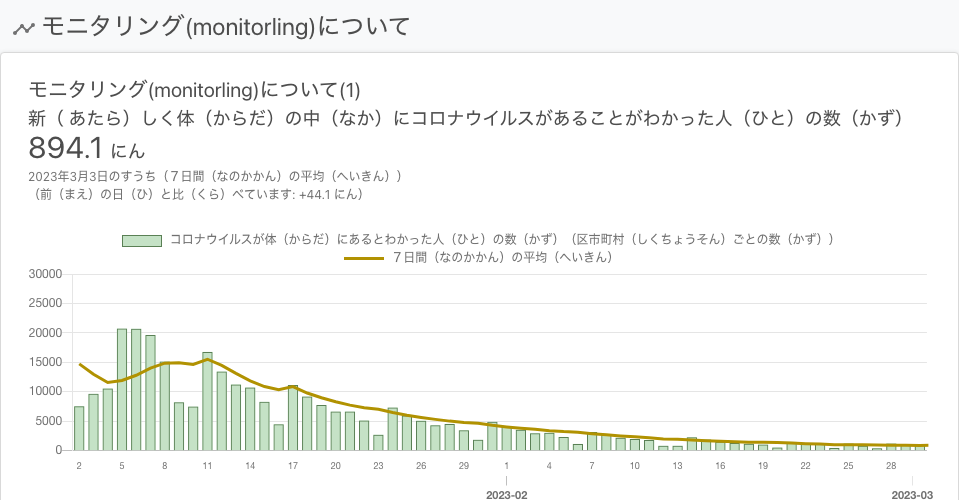 モニタリング(monitorling)について
モニタリング(monitorling)について(1)
新（ あたら）しく体（からだ）の中（なか）にコロナウイルスがあることがわかった人（ひと）の数（かず）
894.1 にん
2023年3月3日のすうち（７日間（なのかかん）の平均（へいきん））
（前（まえ）の日（ひ）と比（くら）べています: +44.1 にん）
コロナウイルスが体（からだ）にあるとわかった人（ひと）の数（かず）（区市町村（しくちょうそん）ごとの数（かず））
７日間（なのかかん）の平均（へいきん）
30000
25000
20000
15000
10000
5000
0
2 5 8 11 14 17 20 23 26 29 1 4 7 10 13 16 19 22 25 28
2023-02 2023-03